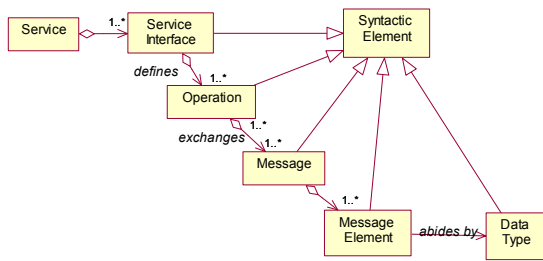 Service
1..*
Service
Interface
Syntactic
Element
defines
1..*
Operation
exchanges
1..*
1..*
Message
1..*
Message
Element
abides by
Data
Type